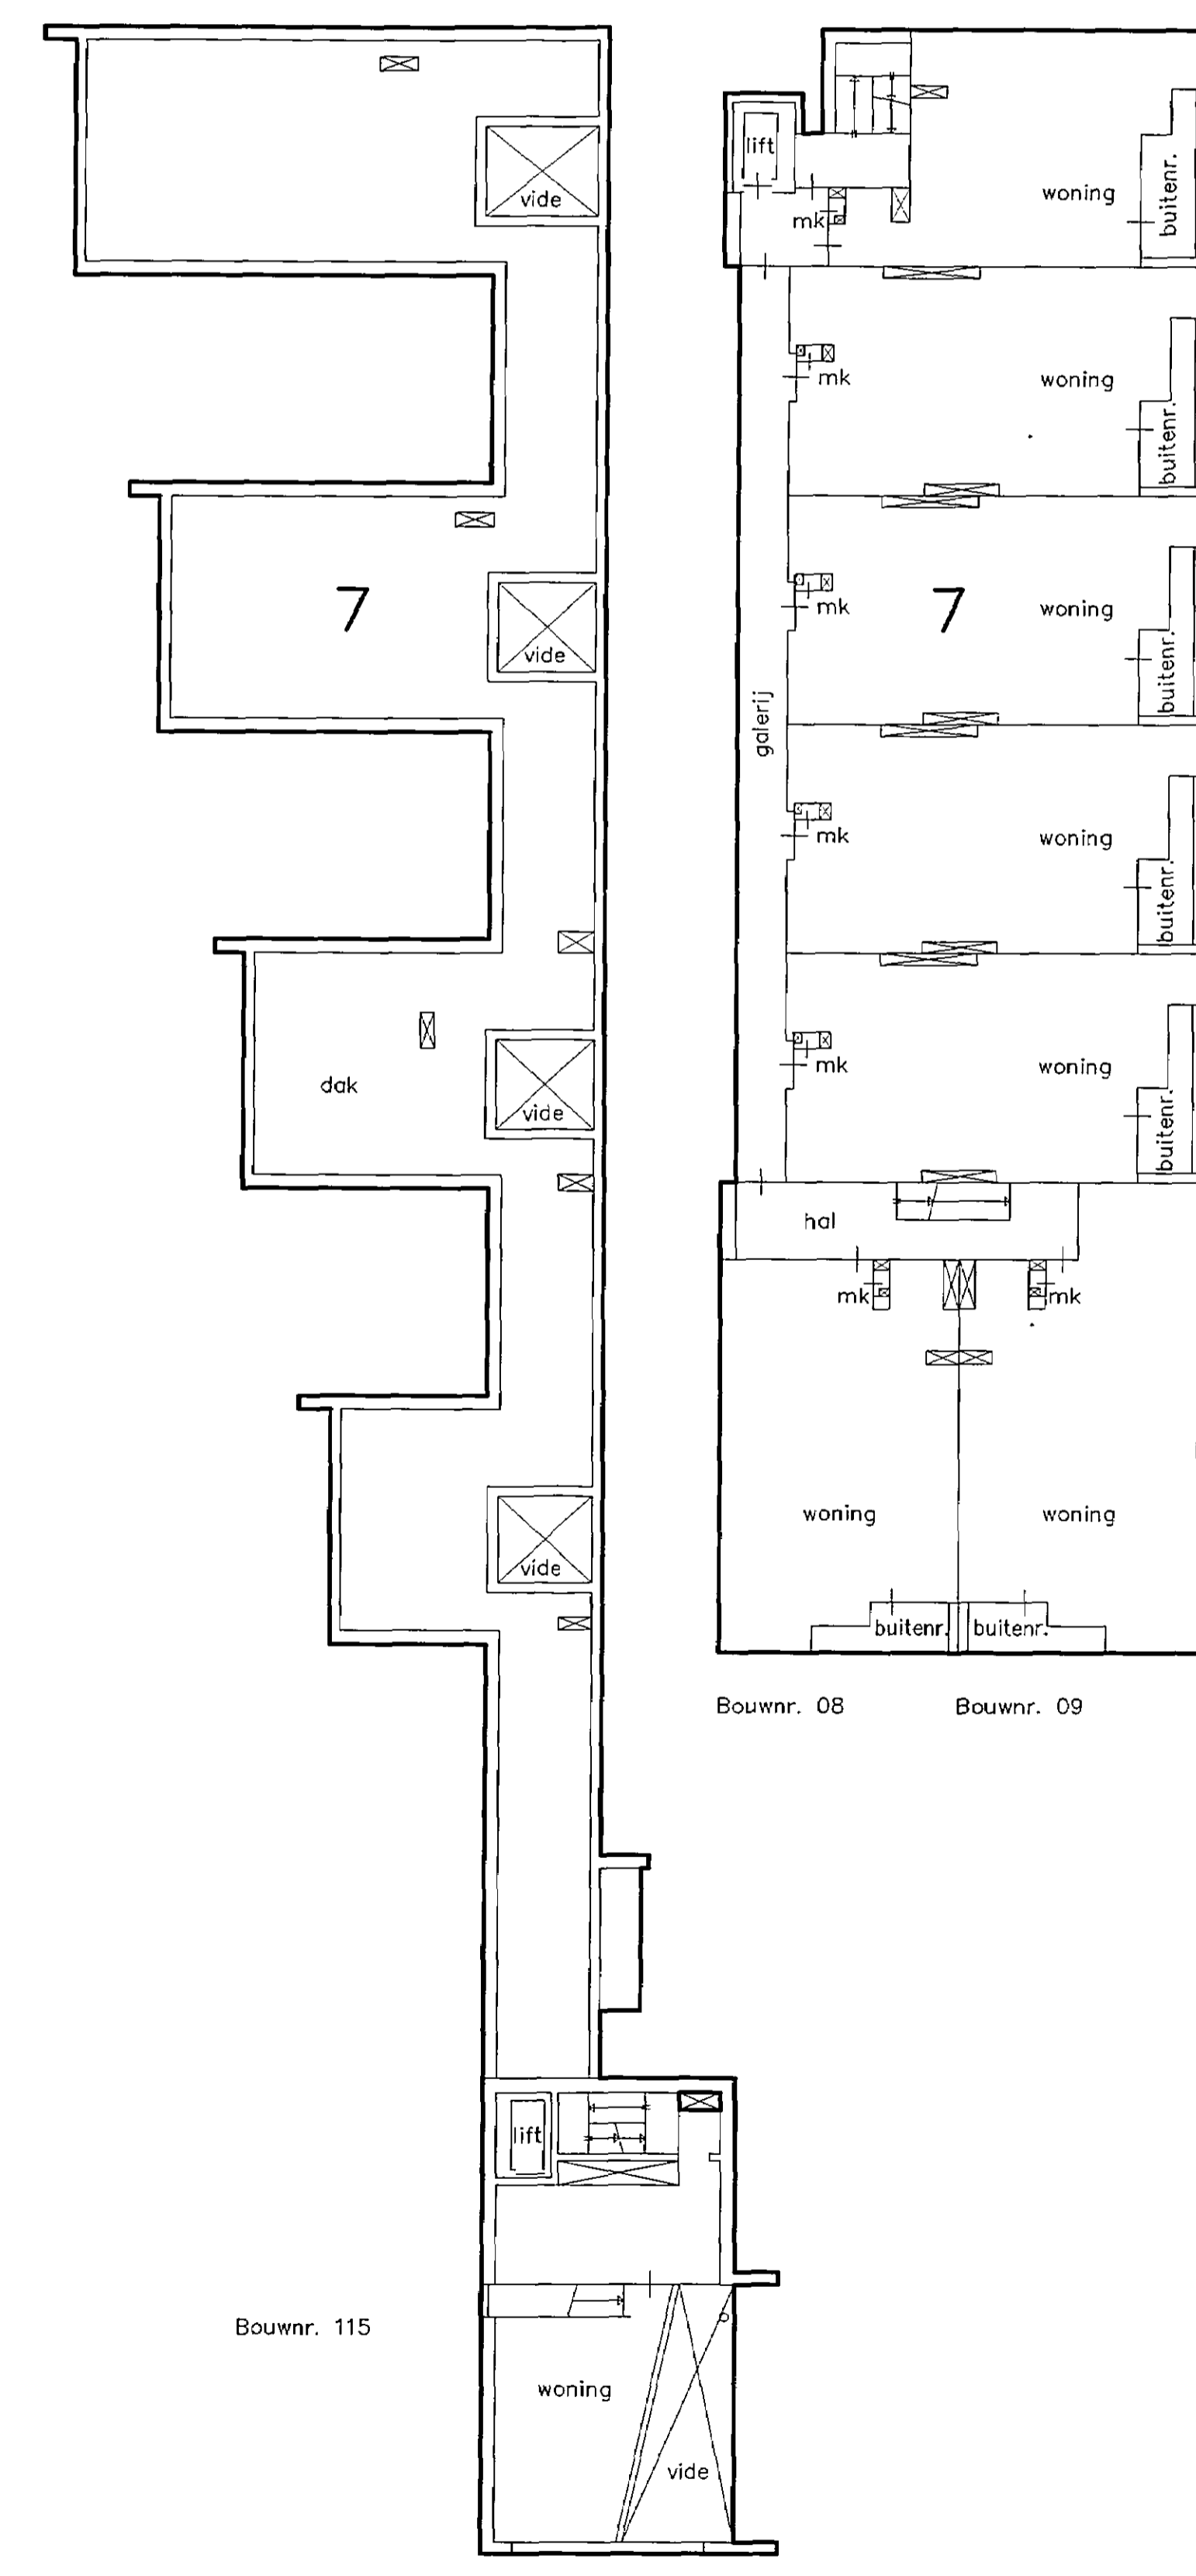 vide
7
vide
dak
vide
vide
lift
Bouwnr. 115
woning
vide
lift
woning
buitenr.
mk
mk
woning
buitenr.
mk
7
woning
buitenr.
galerij
mk
woning
buitenr.
mk
woning
buitenr.
hal
mk
mk
woning
woning
buitenr.
buitenr.
Bouwnr. 08
Bouwnr. 09